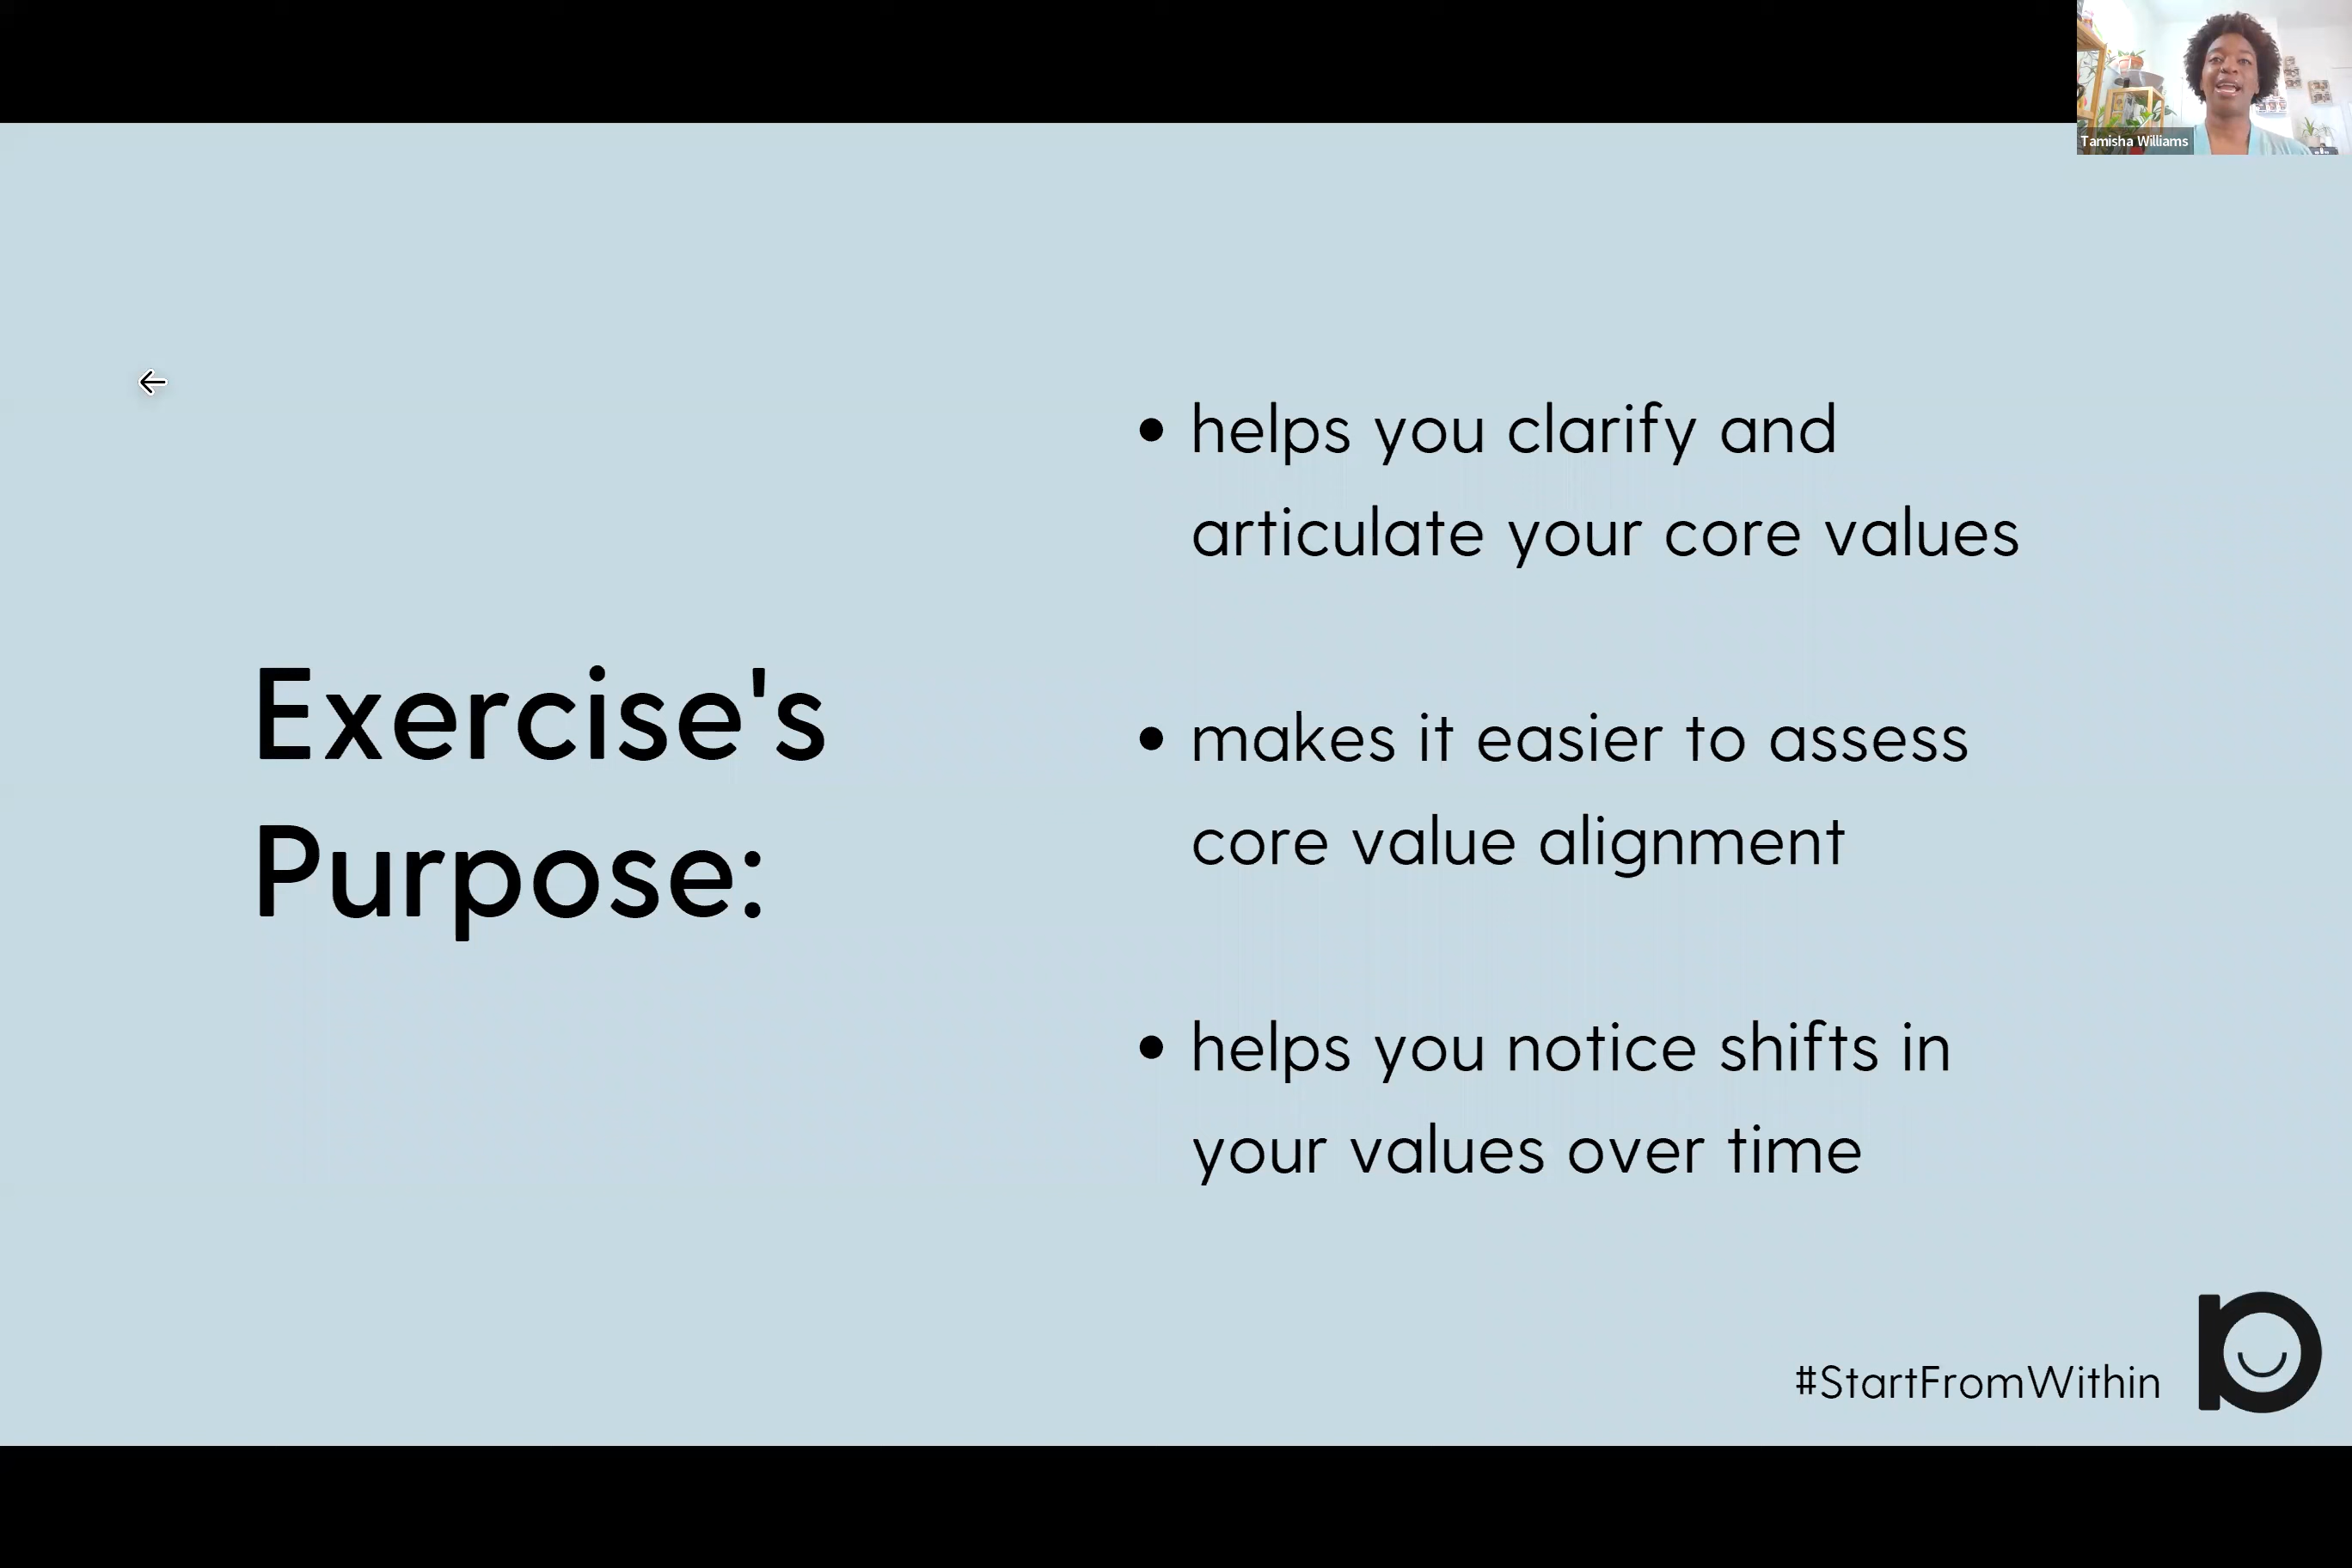 Tamisha Williams
Exercise's
Purpose:
• helps you clarify and
articulate your core values
• makes it easier to assess
core value alignment
• helps you notice shifts in
your values over time
#StartFromWithin